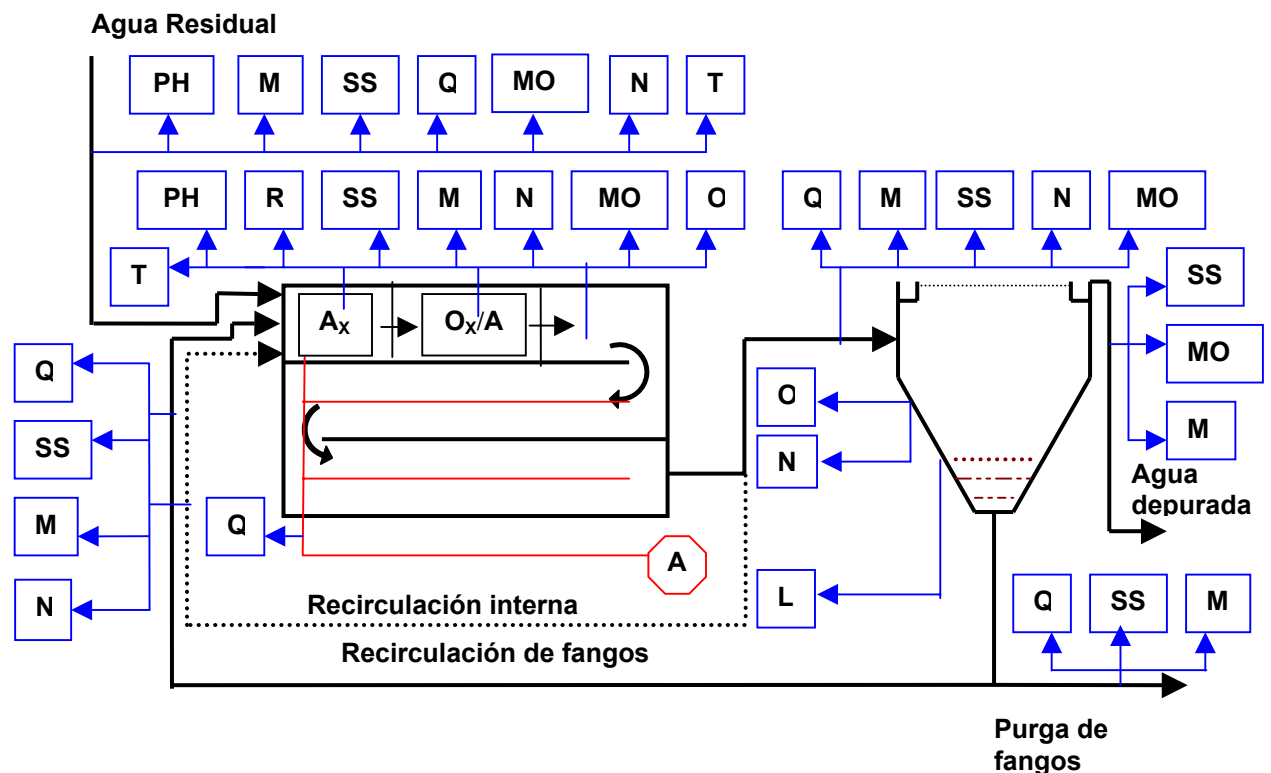 Agua Residual
PH M SS Q MO N T
PH R SS M N MO O
Q M SS N MO
T
SS
Ax Ox/A
MO
Q
O
M
SS
N
Agua
depurada
M
Q
A
N
L
Q SS M
Recirculación interna
Recirculación de fangos
Purga de
fangos